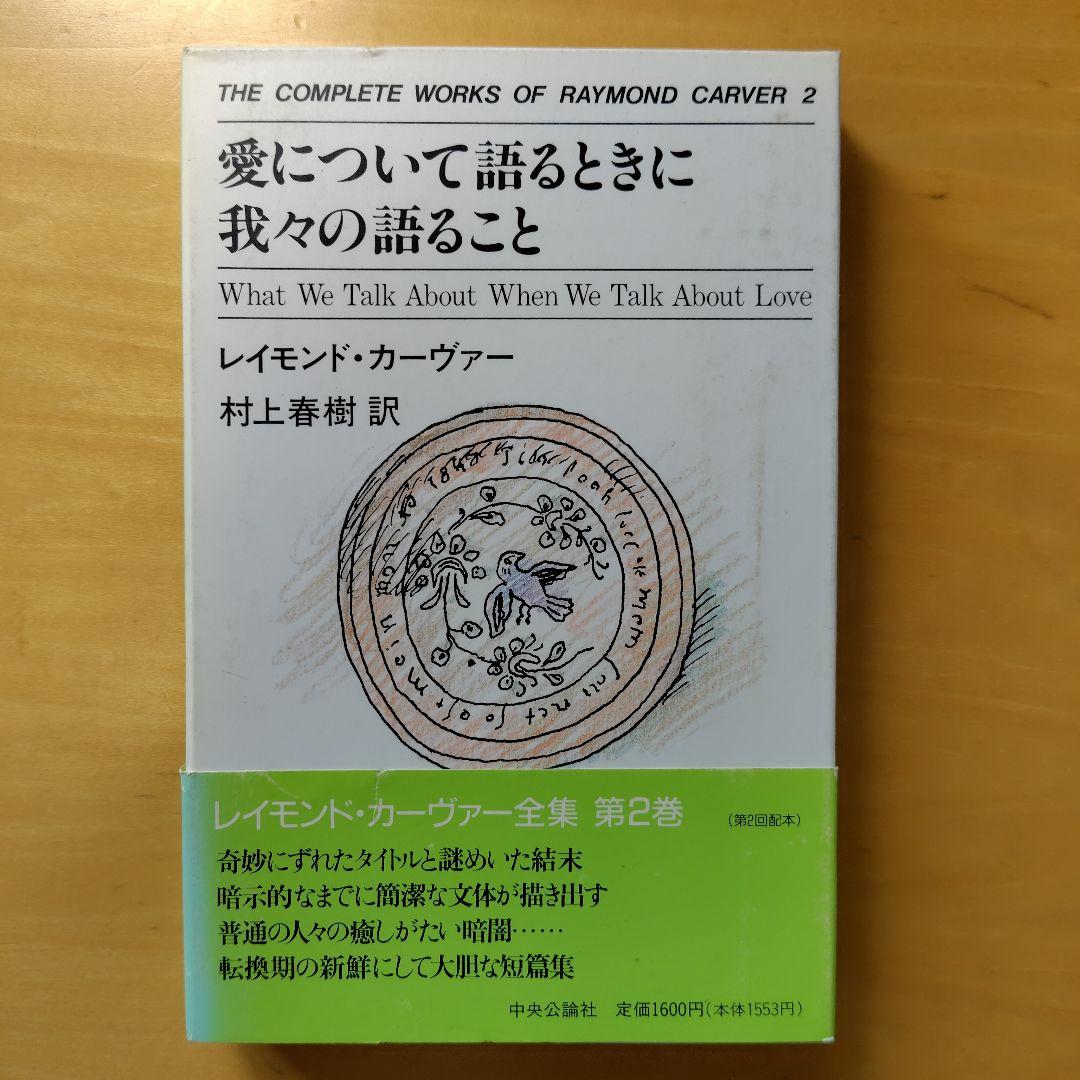 THE COMPLETE WORKS OF RAYMOND CARVER 2
愛について語るときに
我々の語ること
What We Talk About When We Talk About Love
レイモンド・カーヴァー
村上春樹 訳
レイモンド・カーヴァー全集 第2巻
(第2回配本)
奇妙にずれたタイトルと謎めいた結末
暗示的なまでに簡潔な文体が描き出す
普通の人々の癒しがたい暗闇……
転換期の新鮮にして大胆な短篇集
中央公論社 定価1600円(本体1553円)